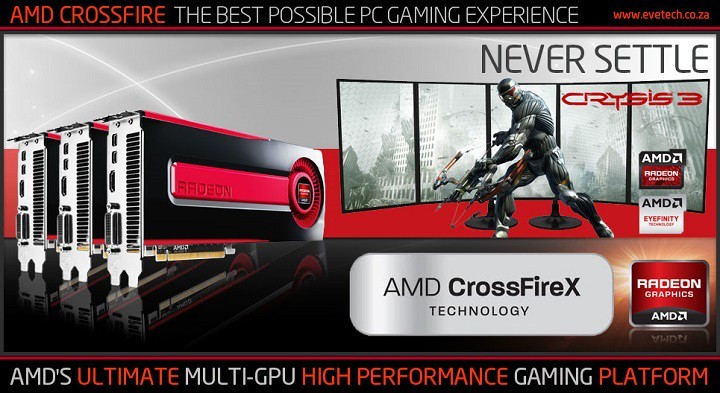 AMD CROSSFIRE THE BEST POSSIBLE PC GAMING EXPERIENCE
www.evetech.co.za
NEVER SETTLE
CRYSIS 3
RADEON
AMD
AMD
RADEON
GRAPHICS
AMD
EYEFINITY
TECHNOLOGY
AMD CrossFireX
TECHNOLOGY
RADEON
GRAPHICS
AMD
AMD'S ULTIMATE MULTI-GPU HIGH PERFORMANCE GAMING PLATFORM